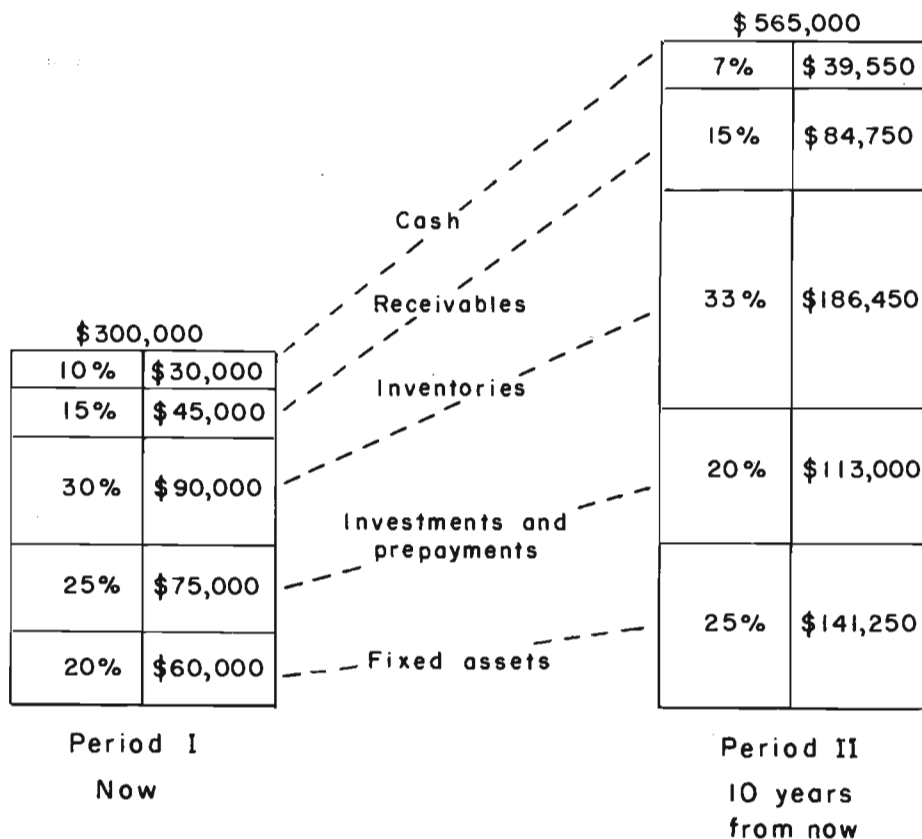 $565,000
7% $39,550
15% $84,750
33% $186,450
20% $113,000
25% $141,250
Cash
Receivables
Inventories
Investments and
prepayments
Fixed assets
$300,000
10% $30,000
15% $45,000
30% $90,000
25% $75,000
20% $60,000
Period I
Now
Period II
10 years
from now